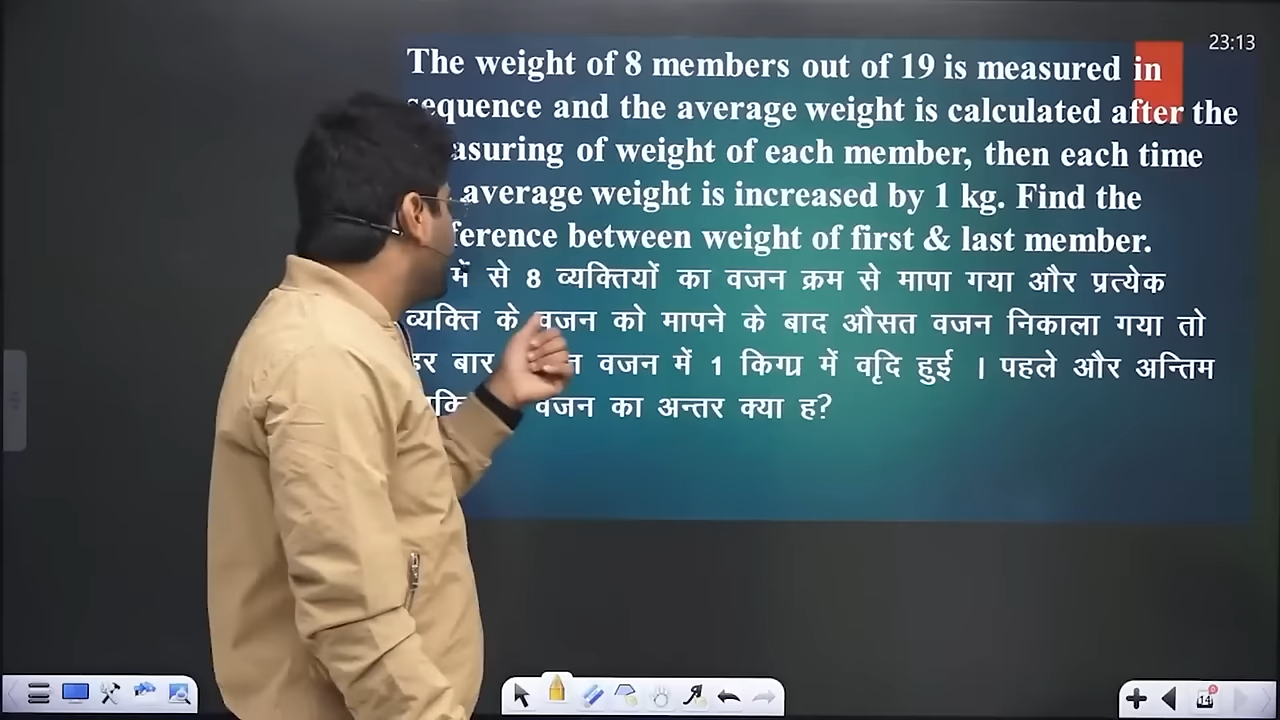 23:13
The weight of 8 members out of 19 is measured in
sequence and the average weight is calculated after the
asuring of weight of each member, then each time
average weight is increased by 1 kg. Find the
ference between weight of first & last member.
में से 8 व्यक्तियों का वजन क्रम से मापा गया और प्रत्येक
व्यक्ति के वजन को मापने के बाद औसत वजन निकाला गया तो
हर बार वजन में 1 किग्रा में वृदि हुई । पहले और अन्तिम
वजन का अन्तर क्या ह?
14